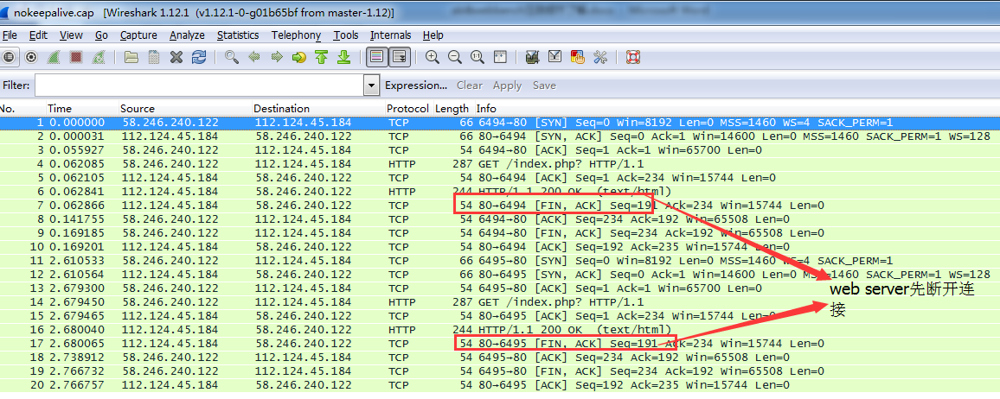 nokeepalive.cap [Wireshark 1.12.1 (v1.12.1-0-g01b65bf from master-1.12)]
File Edit View Go Capture Analyze Statistics Telephony Tools Internals Help
Filter: Expression... Clear Apply Save
No. Time Source Destination Protocol Length Info
1 0.000000 58.246.240.122 112.124.45.184 TCP 66 6494→80 [SYN] Seq=0 Win=8192 Len=0 MSS=1460 WS=4 SACK_PERM=1
2 0.000031 112.124.45.184 58.246.240.122 TCP 66 80→6494 [SYN, ACK] Seq=0 Ack=1 Win=14600 Len=0 MSS=1460 SACK_PERM=1 WS=128
3 0.055927 58.246.240.122 112.124.45.184 TCP 54 6494→80 [ACK] Seq=1 Ack=1 Win=65700 Len=0
4 0.062085 58.246.240.122 112.124.45.184 HTTP 287 GET /index.php? HTTP/1.1
5 0.062105 112.124.45.184 58.246.240.122 TCP 54 80→6494 [ACK] Seq=1 Ack=234 Win=15744 Len=0
6 0.062841 112.124.45.184 58.246.240.122 HTTP 244 HTTP/1.1 200 OK (text/html)
7 0.062866 112.124.45.184 58.246.240.122 TCP 54 80→6494 [FIN, ACK] Seq=191 Ack=234 Win=15744 Len=0
8 0.141755 58.246.240.122 112.124.45.184 TCP 54 6494→80 [ACK] Seq=234 Ack=192 Win=65508 Len=0
9 0.169185 58.246.240.122 112.124.45.184 TCP 54 6494→80 [FIN, ACK] Seq=234 Ack=192 Win=65508 Len=0
10 0.169201 112.124.45.184 58.246.240.122 TCP 54 80→6494 [ACK] Seq=192 Ack=235 Win=15744 Len=0
11 2.610533 58.246.240.122 112.124.45.184 TCP 66 6495→80 [SYN] Seq=0 Win=8192 Len=0 MSS=1460 WS=4 SACK_PERM=1
12 2.610564 112.124.45.184 58.246.240.122 TCP 66 80→6495 [SYN, ACK] Seq=0 Ack=1 Win=14600 Len=0 MSS=1460 SACK_PERM=1 WS=128
13 2.679300 58.246.240.122 112.124.45.184 TCP 54 6495→80 [ACK] Seq=1 Ack=1 Win=65700 Len=0
14 2.679450 58.246.240.122 112.124.45.184 HTTP 287 GET /index.php? HTTP/1.1
15 2.679465 112.124.45.184 58.246.240.122 TCP 54 80→6495 [ACK] Seq=1 Ack=234 Win=15744 Len=0
16 2.680040 112.124.45.184 58.246.240.122 HTTP 244 HTTP/1.1 200 OK (text/html)
17 2.680065 112.124.45.184 58.246.240.122 TCP 54 80→6495 [FIN, ACK] Seq=191 Ack=234 Win=15744 Len=0
18 2.738912 58.246.240.122 112.124.45.184 TCP 54 6495→80 [ACK] Seq=234 Ack=192 Win=65508 Len=0
19 2.766732 58.246.240.122 112.124.45.184 TCP 54 6495→80 [FIN, ACK] Seq=234 Ack=192 Win=65508 Len=0
20 2.766757 112.124.45.184 58.246.240.122 TCP 54 80→6495 [ACK] Seq=192 Ack=235 Win=15744 Len=0
web server先断开连
接